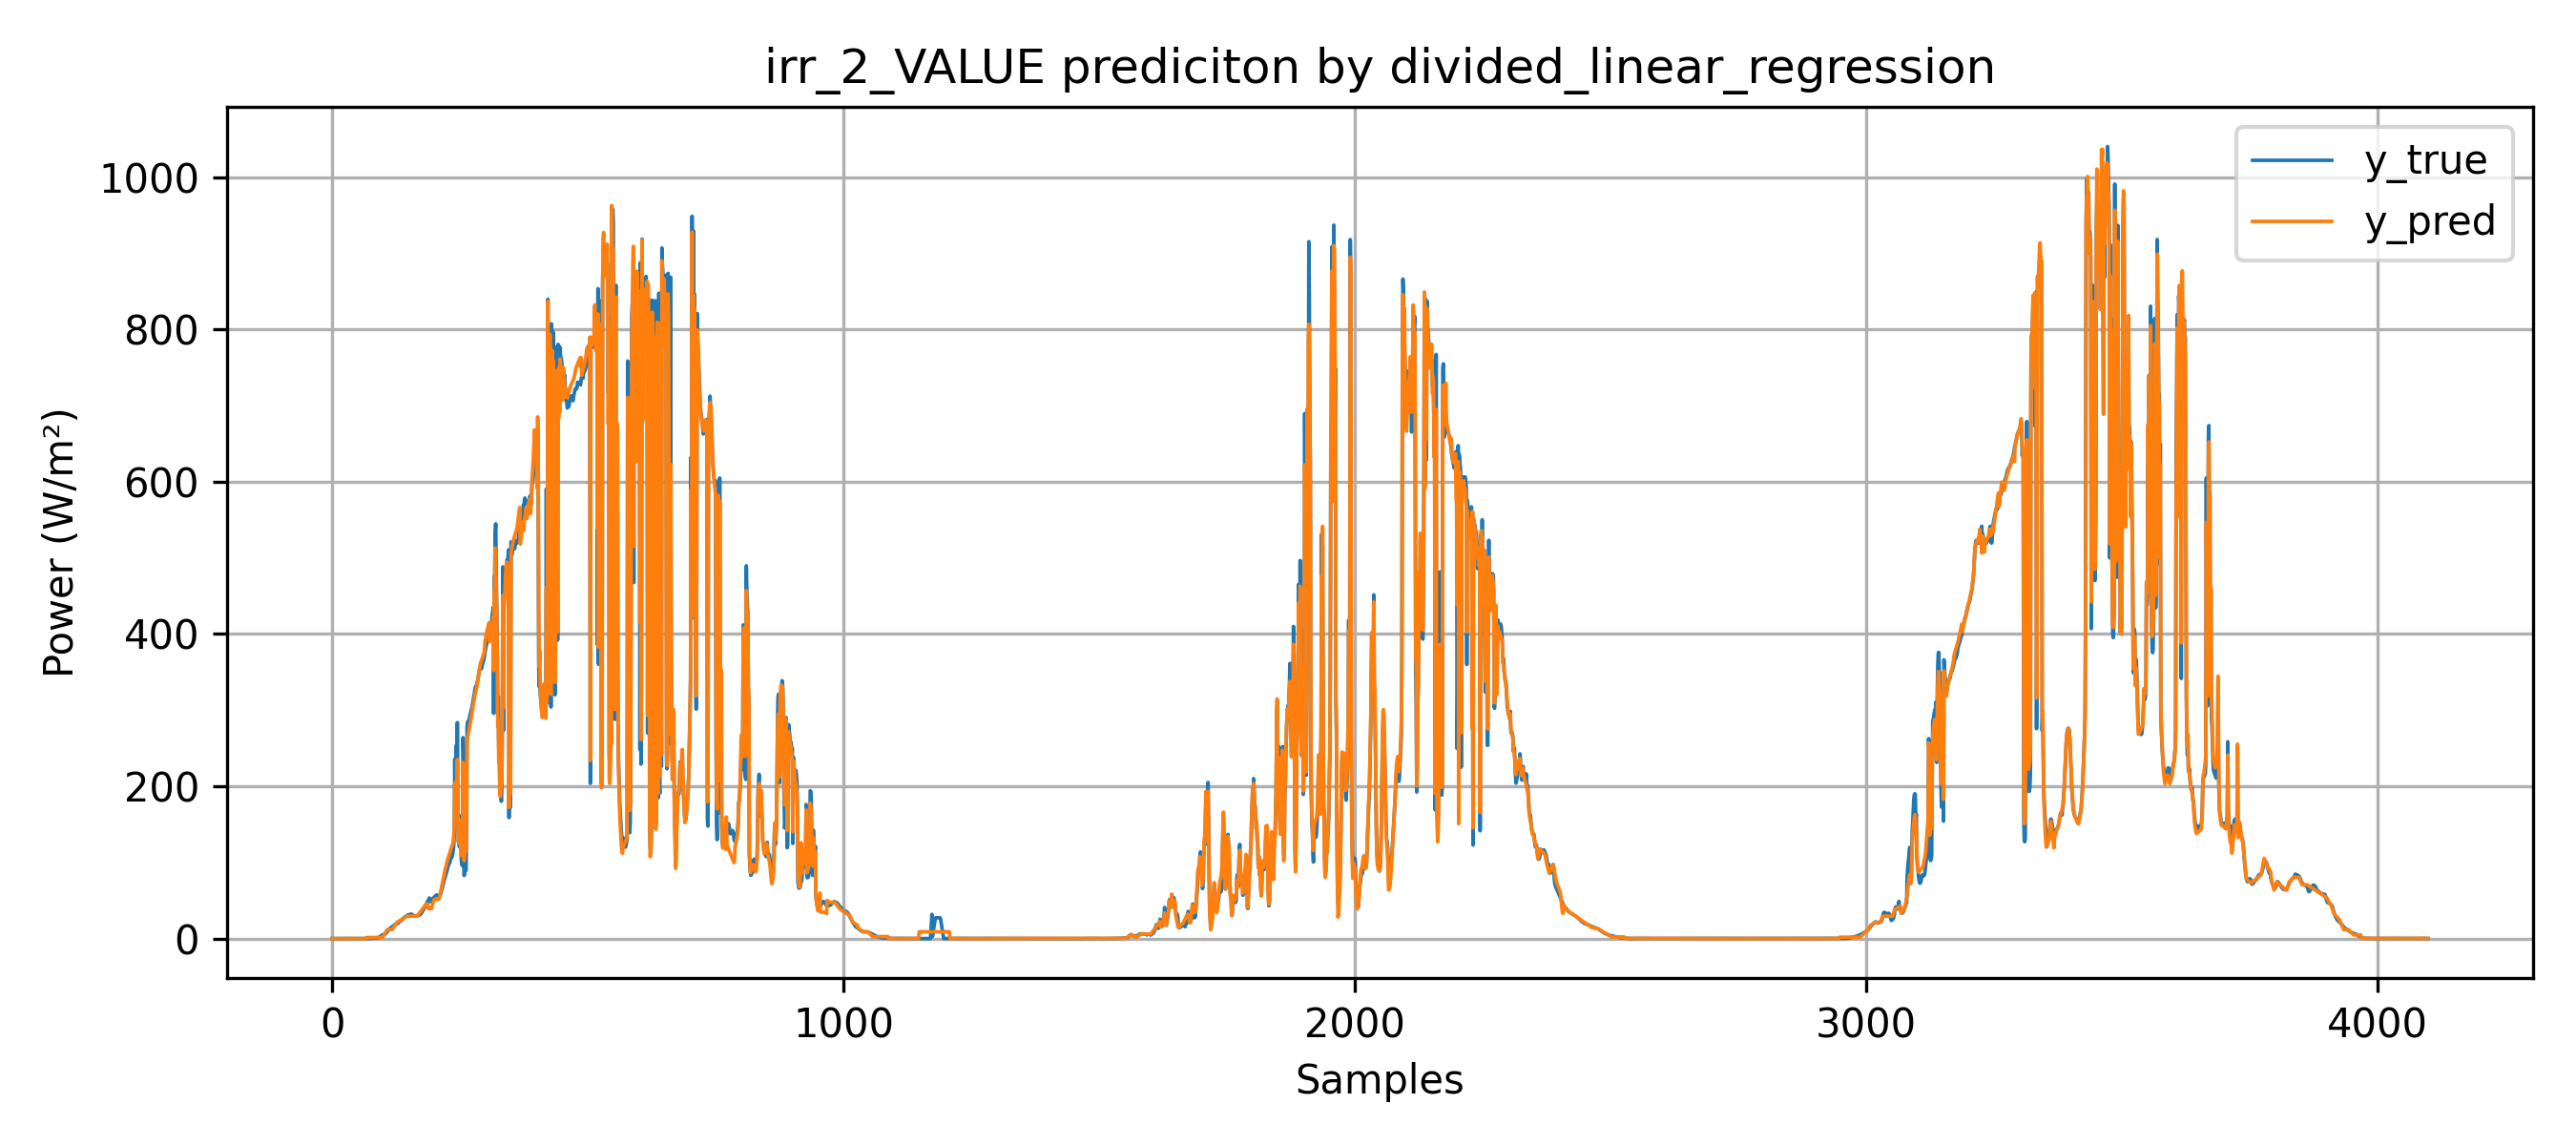 irr_2_VALUE prediciton by divided_linear_regression
y_true
y_pred
Power (W/m²)
1000
800
600
400
200
0
0 1000 2000 3000 4000
Samples